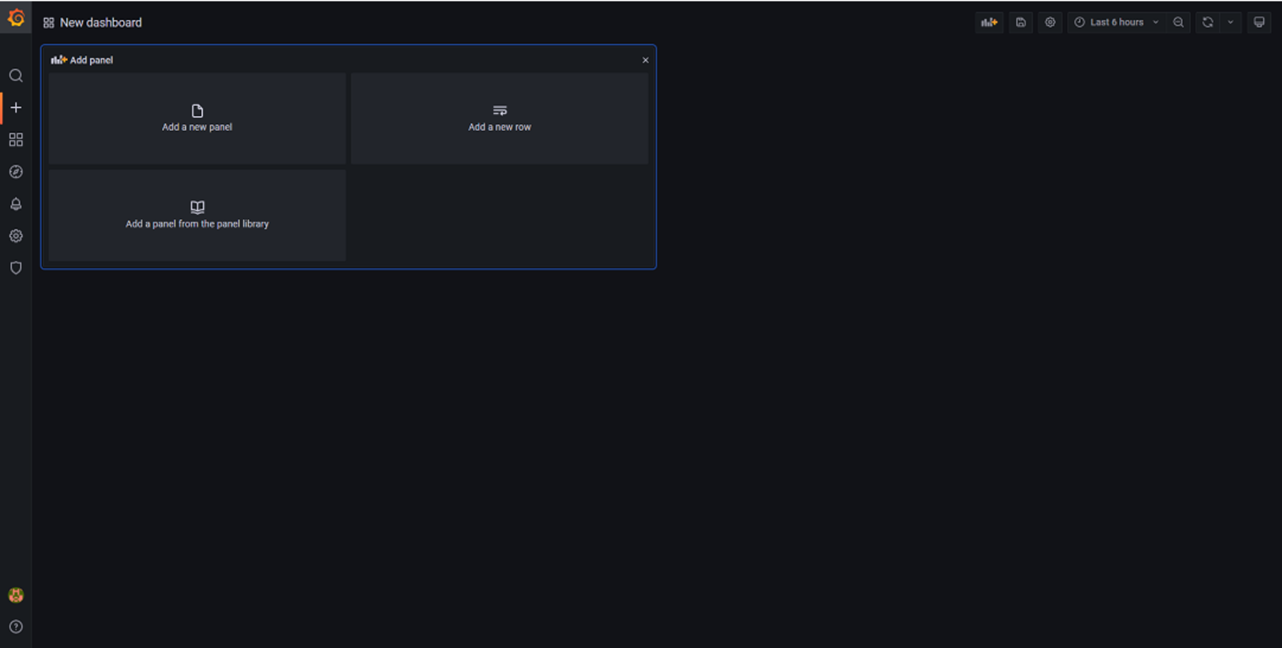 New dashboard
Last 6 hours
Add panel
Add a new panel
Add a new row
Add a panel from the panel library